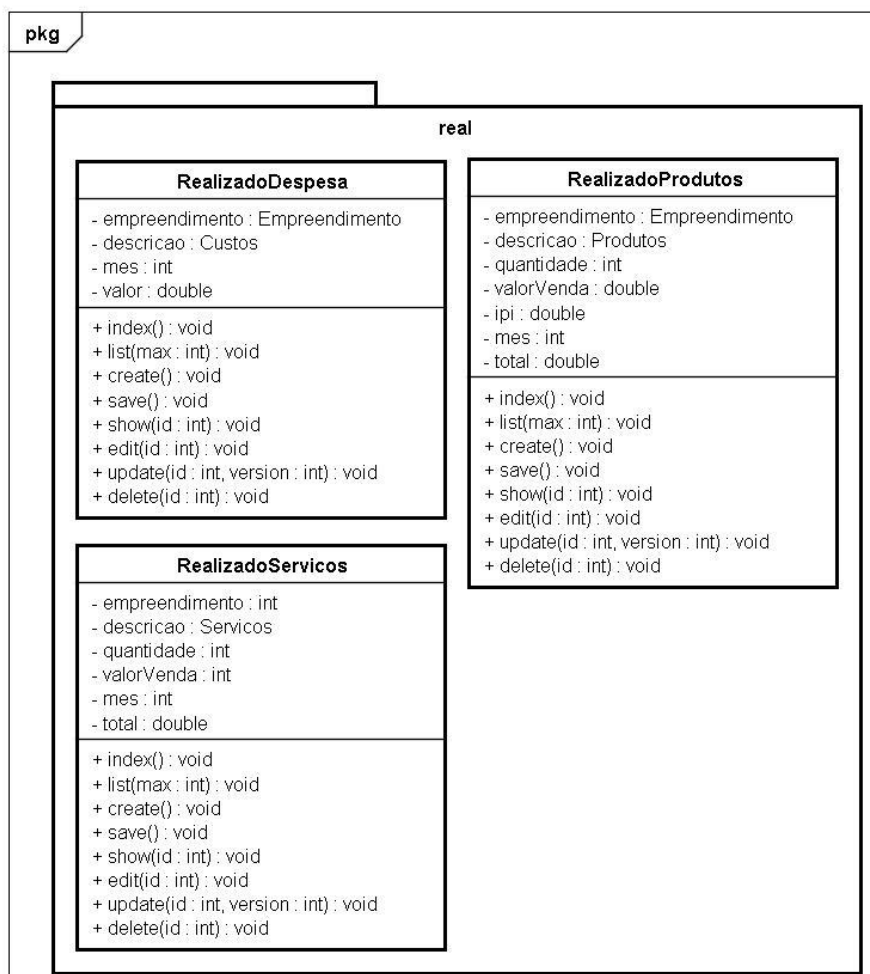 pkg
real
RealizadoDespesa
- empreendimento : Empreendimento
- descricao : Custos
- mes : int
- valor : double
+ index() : void
+ list(max : int) : void
+ create() : void
+ save() : void
+ show(id : int) : void
+ edit(id : int) : void
+ update(id : int, version : int) : void
+ delete(id : int) : void
RealizadoProdutos
- empreendimento : Empreendimento
- descricao : Produtos
- quantidade : int
- valorVenda : double
- ipi : double
- mes : int
- total : double
+ index() : void
+ list(max : int) : void
+ create() : void
+ save() : void
+ show(id : int) : void
+ edit(id : int) : void
+ update(id : int, version : int) : void
+ delete(id : int) : void
RealizadoServicos
- empreendimento : int
- descricao : Servicos
- quantidade : int
- valorVenda : int
- mes : int
- total : double
+ index() : void
+ list(max : int) : void
+ create() : void
+ save() : void
+ show(id : int) : void
+ edit(id : int) : void
+ update(id : int, version : int) : void
+ delete(id : int) : void